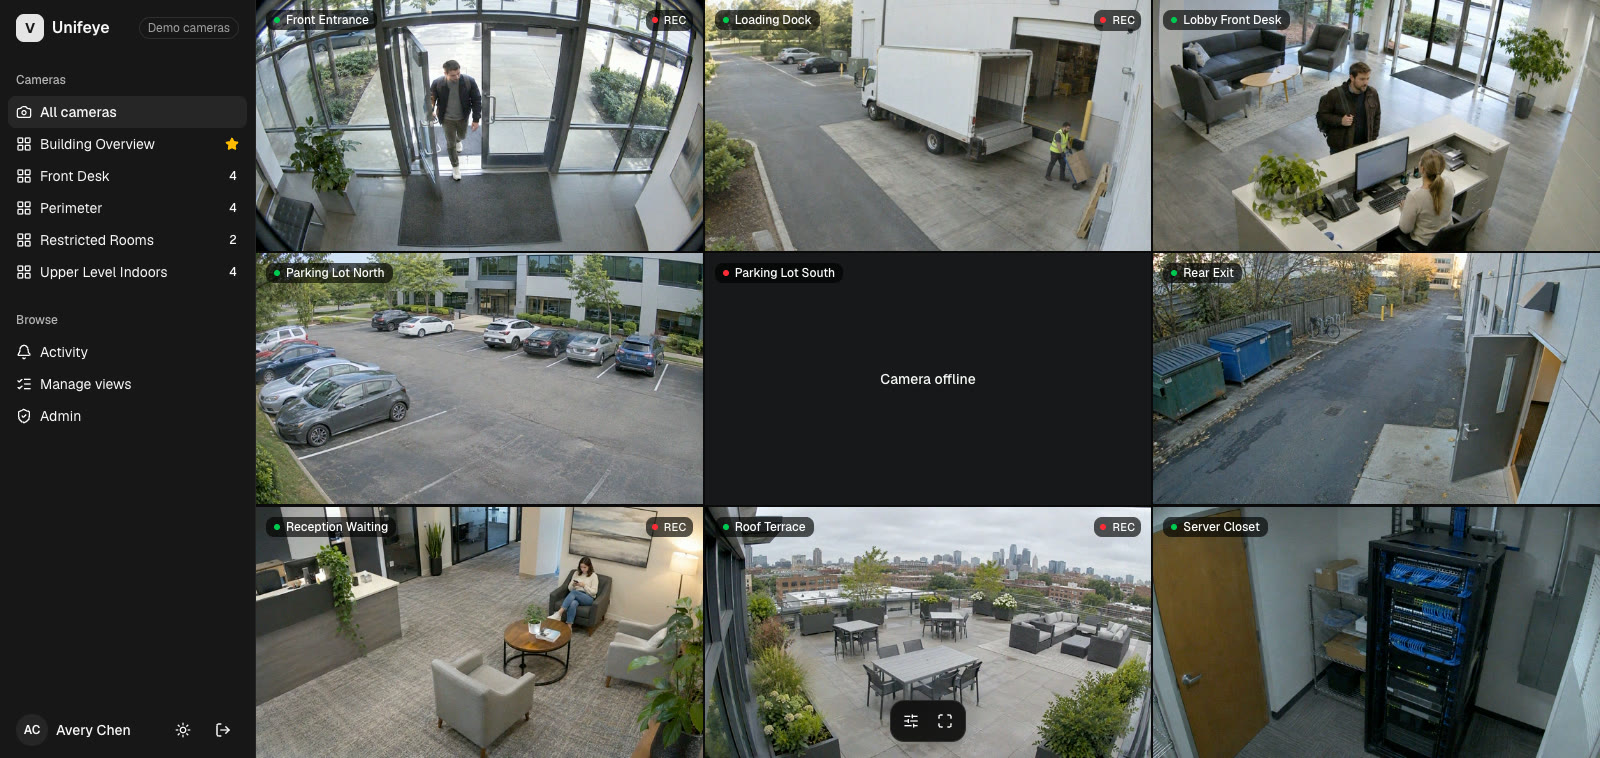 V Unifeye Demo cameras
Cameras
All cameras
Building Overview
Front Desk 4
Perimeter 4
Restricted Rooms 2
Upper Level Indoors 4
Browse
Activity
Manage views
Admin
AC Avery Chen
Front Entrance REC
Loading Dock REC
Lobby Front Desk
Parking Lot North
Parking Lot South
Camera offline
Rear Exit
Reception Waiting REC
Roof Terrace REC
Server Closet